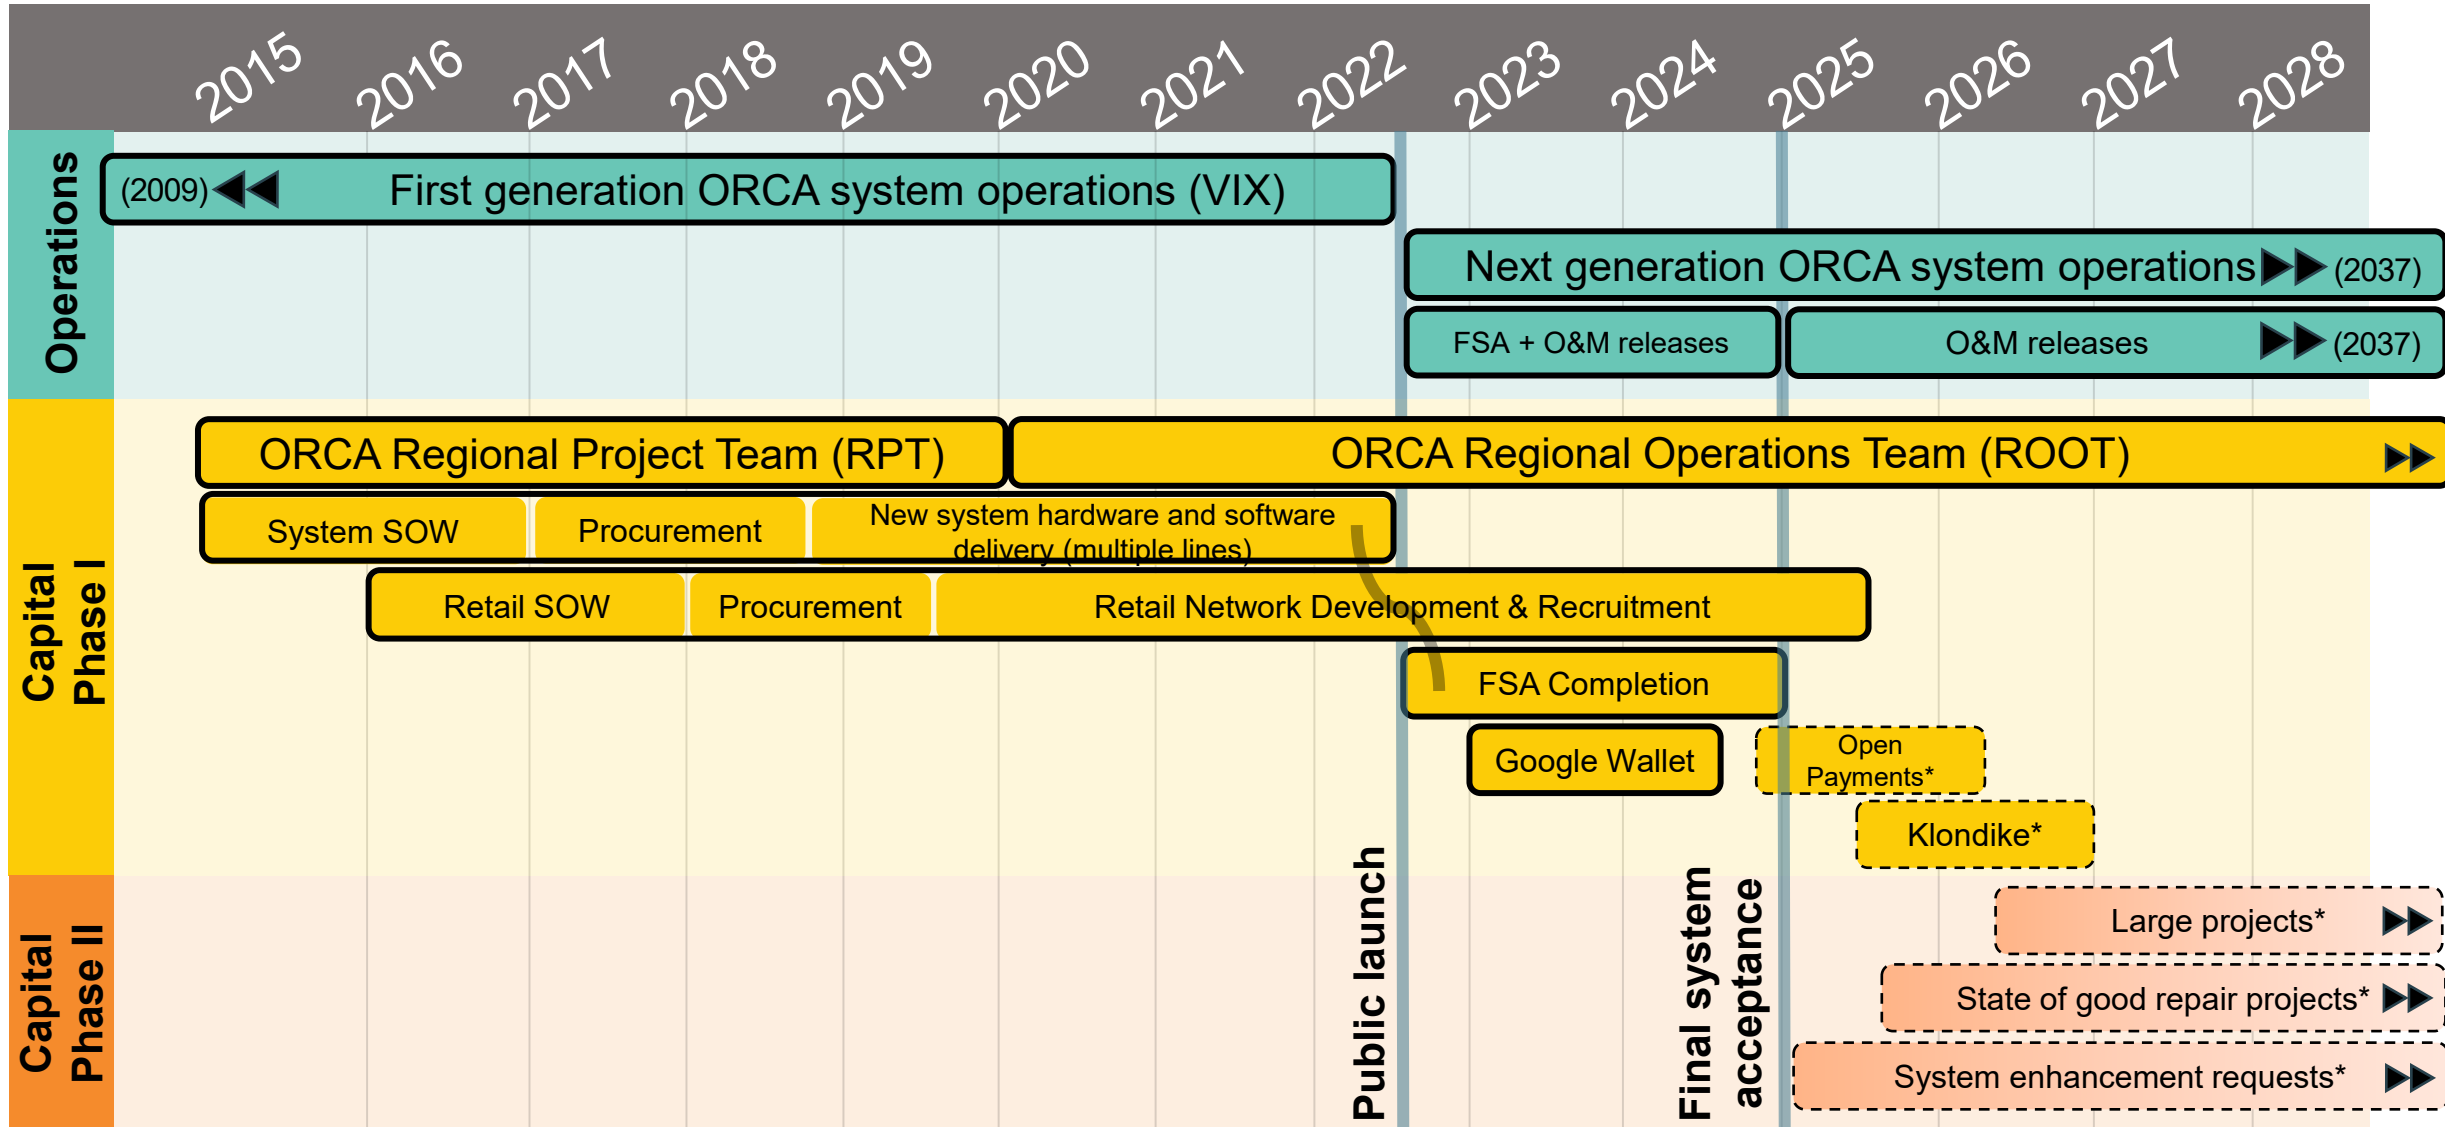 2015 2016 2017 2018 2019 2020 2021 2022 2023 2024 2025 2026 2027 2028
Operations
(2009) First generation ORCA system operations (VIX)
Next generation ORCA system operations (2037)
FSA + O&M releases
O&M releases (2037)
Capital
Phase I
ORCA Regional Project Team (RPT)
ORCA Regional Operations Team (ROOT)
System SOW
Procurement
New system hardware and software
delivery (multiple lines)
Retail SOW
Procurement
Retail Network Development & Recruitment
FSA Completion
Google Wallet
Open
Payments*
Klondike*
Public launch
Final system
acceptance
Capital
Phase II
Large projects*
State of good repair projects*
System enhancement requests*